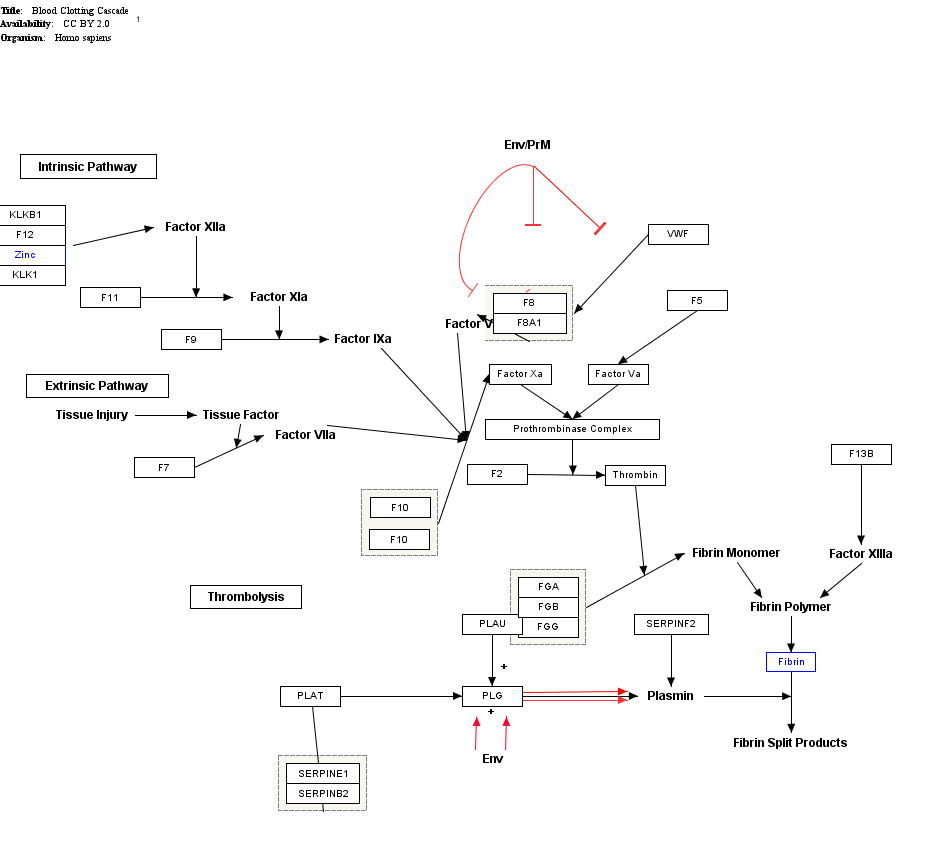 Title: Blood Clotting Cascade
1
Availability: CC BY 2.0
Organism: Homo sapiens
Env/PrM
Intrinsic Pathway
KLKB1
F12
Zinc
KLK1
Factor XIIa
VWF
F11
Factor XIa
F8
F8A1
F5
Factor V
F9
Factor IXa
Factor Xa
Factor Va
Extrinsic Pathway
Tissue Injury
Tissue Factor
Factor VIIa
Prothrombinase Complex
F7
F2
Thrombin
F13B
F10
F10
Fibrin Monomer
Factor XIIIa
Thrombolysis
FGA
FGB
FGG
PLAU
SERPINF2
Fibrin Polymer
+
Fibrin
PLAT
PLG
Plasmin
+
Env
Fibrin Split Products
SERPINE1
SERPINB2